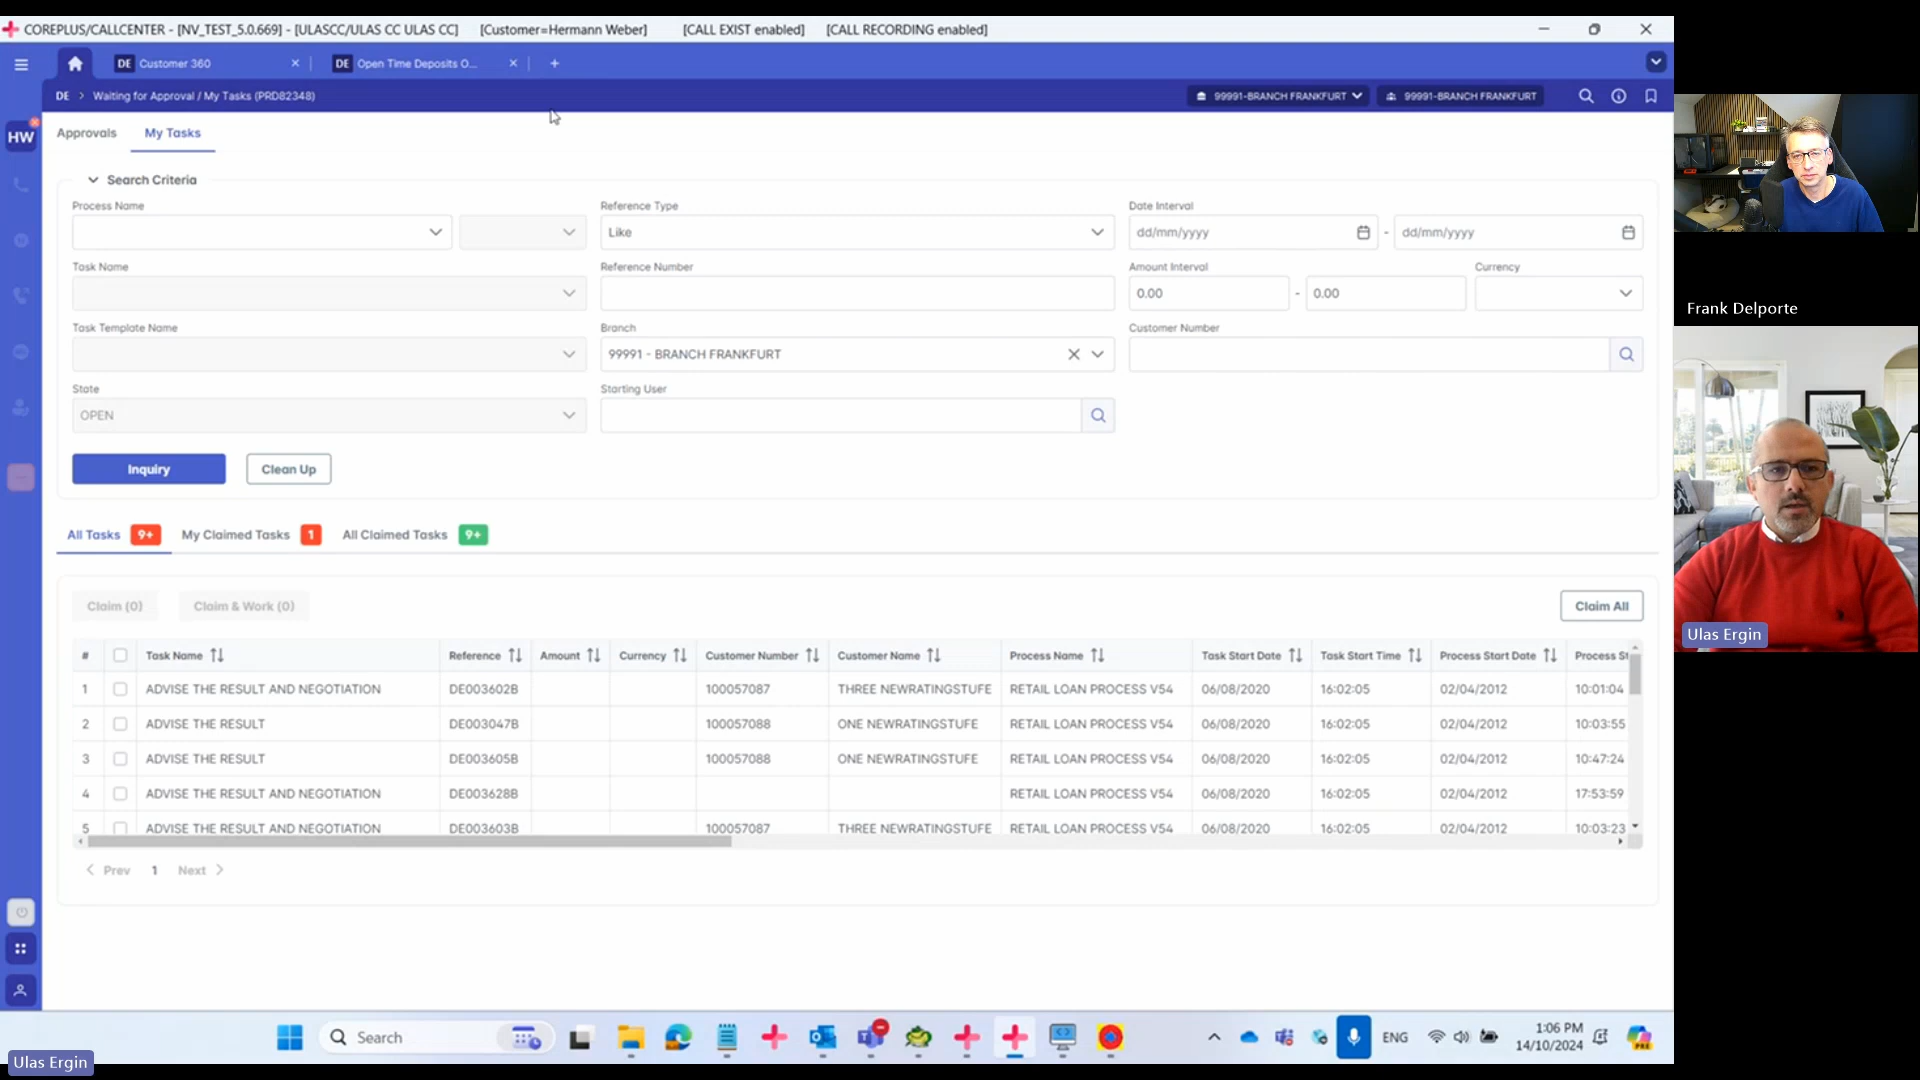 COREPLUS/CALLCENTER - [NV_TEST_5.0.669] - [ULASCC/ULAS CC ULAS CC] [Customer=Hermann Weber] [CALL EXIST enabled] [CALL RECORDING enabled]
DE Customer 360
DE Open Time Deposits O...
DE > Waiting for Approval / My Tasks (PRD82348)
99991-BRANCH FRANKFURT
99991-BRANCH FRANKFURT
HW
Approvals My Tasks
Search Criteria
Process Name
Reference Type
Like
Date Interval
dd/mm/yyyy - dd/mm/yyyy
Task Name
Reference Number
Amount Interval
0.00 - 0.00
Currency
Task Template Name
Branch
99991 - BRANCH FRANKFURT
Customer Number
State
OPEN
Starting User
Inquiry Clean Up
All Tasks 9+ My Claimed Tasks 1 All Claimed Tasks 9+
Claim (0) Claim & Work (0) Claim All
# Task Name Reference Amount Currency Customer Number Customer Name Process Name Task Start Date Task Start Time Process Start Date Process St
1 ADVISE THE RESULT AND NEGOTIATION DE003602B 100057087 THREE NEWRATINGSTUFE RETAIL LOAN PROCESS V54 06/08/2020 16:02:05 02/04/2012 10:01:04
2 ADVISE THE RESULT DE003047B 100057088 ONE NEWRATINGSTUFE RETAIL LOAN PROCESS V54 06/08/2020 16:02:05 02/04/2012 10:03:55
3 ADVISE THE RESULT DE003605B 100057088 ONE NEWRATINGSTUFE RETAIL LOAN PROCESS V54 06/08/2020 16:02:05 02/04/2012 10:47:24
4 ADVISE THE RESULT AND NEGOTIATION DE003628B RETAIL LOAN PROCESS V54 06/08/2020 16:02:05 02/04/2012 17:53:59
5 ADVISE THE RESULT AND NEGOTIATION DE003603B 100057087 THREE NEWRATINGSTUFE RETAIL LOAN PROCESS V54 06/08/2020 16:02:05 02/04/2012 10:03:23
Prev 1 Next
Search
ENG
1:06 PM
14/10/2024
PRE
Ulas Ergin
Frank Delporte
Ulas Ergin